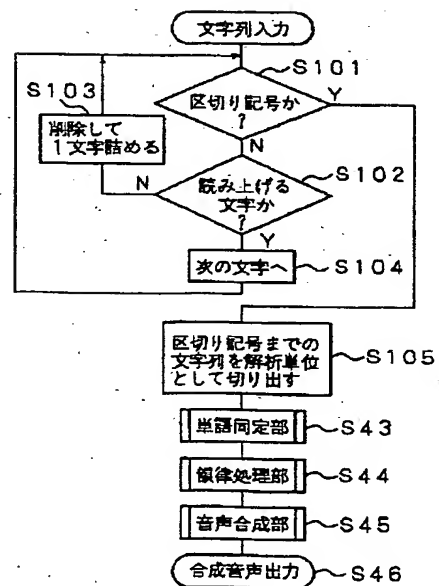 文字列入力
S101
S103
区切り記号か
?
Y
削除して
1文字詰める
N
S102
N
読み上げる
文字か
?
Y
次の文字へ
S104
区切り記号までの
文字列を解析単位
として切り出す
S105
単語同定部
S43
韻律処理部
S44
音声合成部
S45
合成音声出力
S46